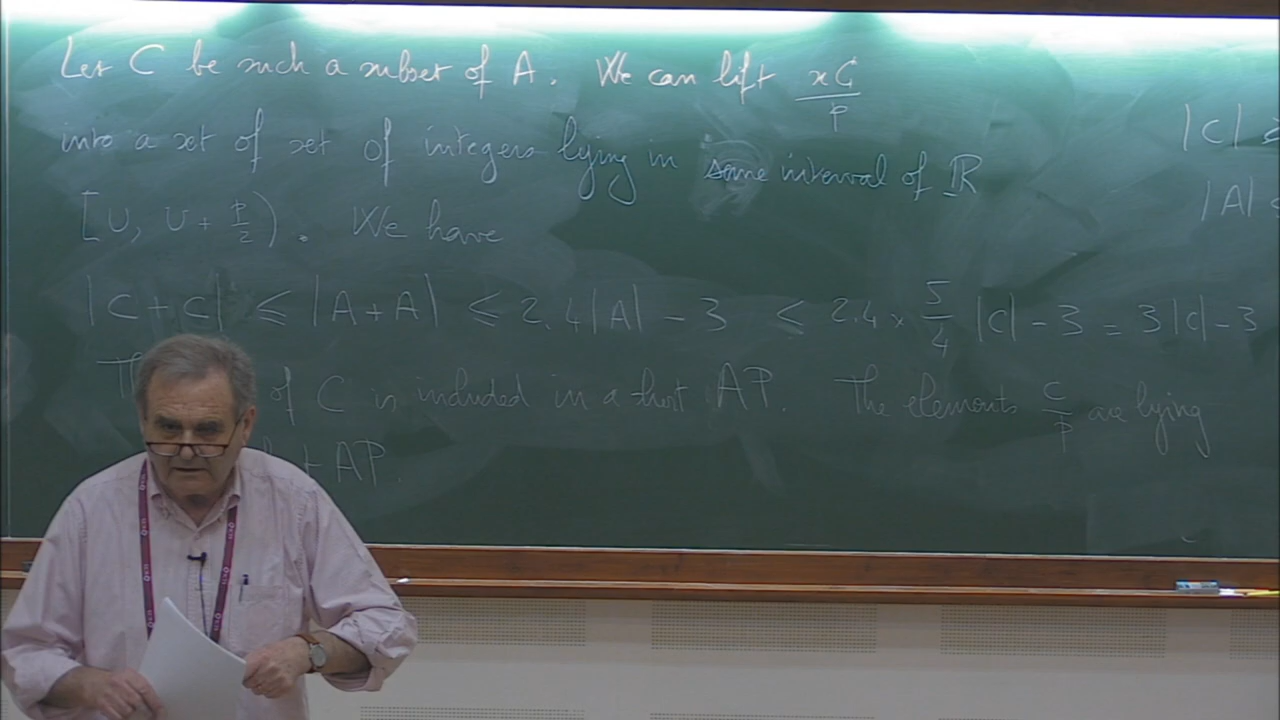 Let C be such a subset of A. We can lift xC/p
into a set of set of integers lying in some interval of ℝ
[U, U + p/2). We have
|C+C| ≤ |A+A| ≤ 2.4|A| - 3 ≤ 2.4 × 5/4 |C| - 3 = 3|C| - 3
of C is included in a short AP. The elements c/p are lying
AP.
|C| ≥
|A|